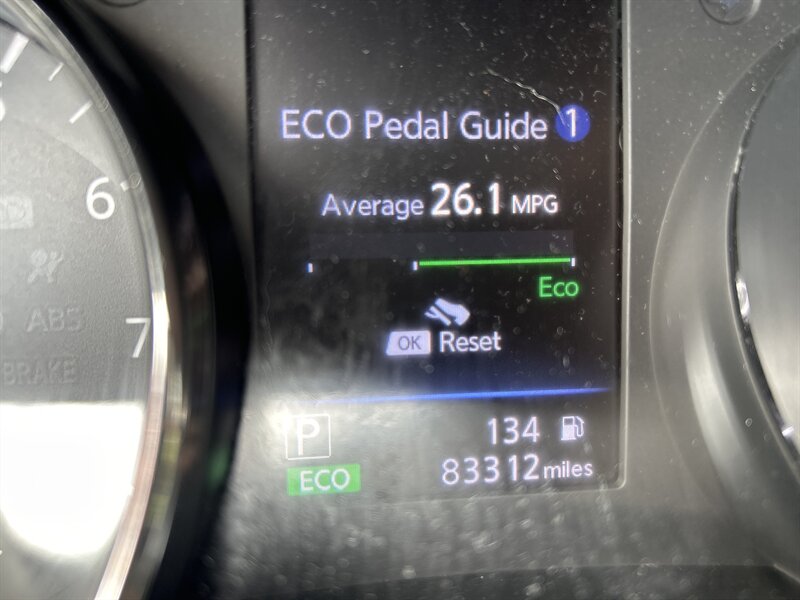 ECO Pedal Guide 1
Average 26.1 MPG
Eco
OK Reset
P 134
ECO 83312 miles
6
7
ABS
BRAKE